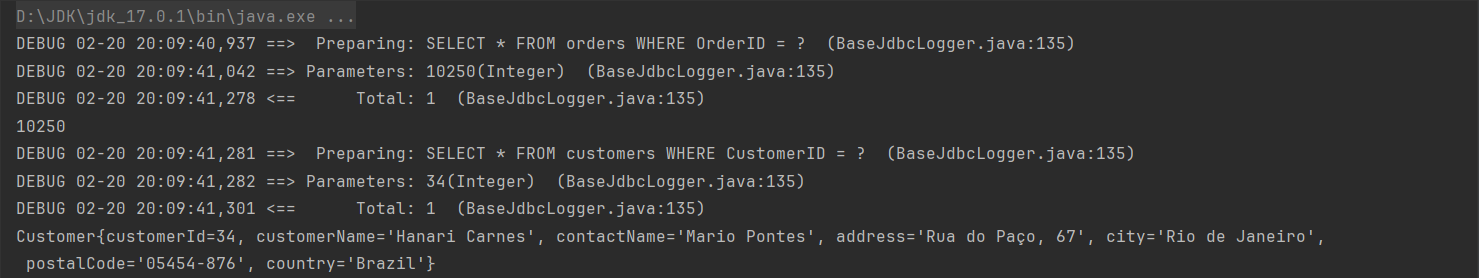 D:\JDK\jdk_17.0.1\bin\java.exe ...
DEBUG 02-20 20:09:40,937 ==>  Preparing: SELECT * FROM orders WHERE OrderID = ?  (BaseJdbcLogger.java:135)
DEBUG 02-20 20:09:41,042 ==> Parameters: 10250(Integer)  (BaseJdbcLogger.java:135)
DEBUG 02-20 20:09:41,278 <==      Total: 1  (BaseJdbcLogger.java:135)
10250
DEBUG 02-20 20:09:41,281 ==>  Preparing: SELECT * FROM customers WHERE CustomerID = ?  (BaseJdbcLogger.java:135)
DEBUG 02-20 20:09:41,282 ==> Parameters: 34(Integer)  (BaseJdbcLogger.java:135)
DEBUG 02-20 20:09:41,301 <==      Total: 1  (BaseJdbcLogger.java:135)
Customer{customerId=34, customerName='Hanari Carnes', contactName='Mario Pontes', address='Rua do Paço, 67', city='Rio de Janeiro',
 postalCode='05454-876', country='Brazil'}